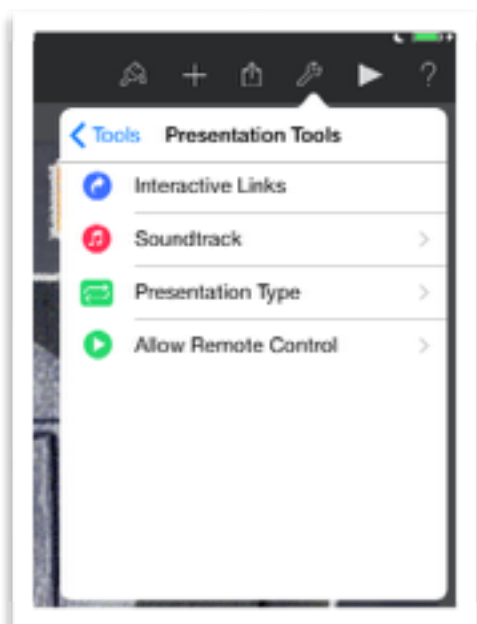 Tools Presentation Tools
Interactive Links
Soundtrack
Presentation Type
Allow Remote Control